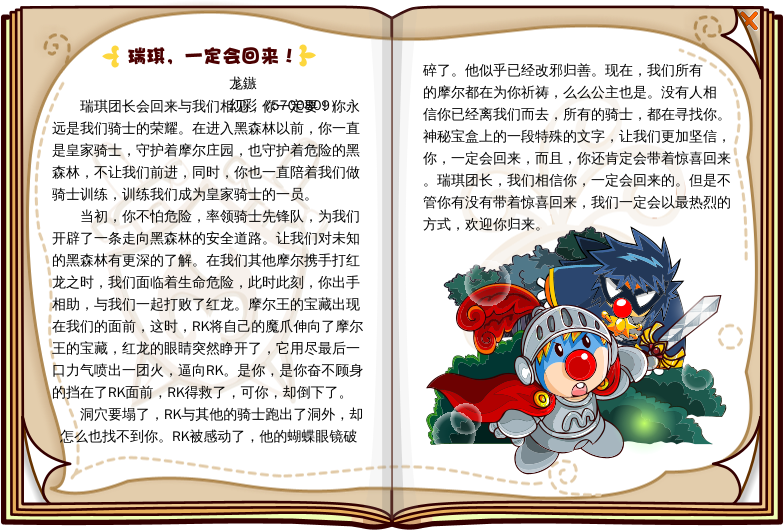 瑞琪，一定会回来！
龙鏃
瑞琪团长会回来与我们相见，你一定要！你永
远是我们骑士的荣耀。在进入黑森林以前，你一直
是皇家骑士，守护着摩尔庄园，也守护着危险的黑
森林，不让我们前进，同时，你也一直陪着我们做
骑士训练，训练我们成为皇家骑士的一员。
当初，你不怕危险，率领骑士先锋队，为我们
开辟了一条走向黑森林的安全道路。让我们对未知
的黑森林有更深的了解。在我们其他摩尔携手打红
龙之时，我们面临着生命危险，此时此刻，你出手
相助，与我们一起打败了红龙。摩尔王的宝藏出现
在我们的面前，这时，RK将自己的魔爪伸向了摩尔
王的宝藏，红龙的眼睛突然睁开了，它用尽最后一
口力气喷出一团火，逼向RK。是你，是你奋不顾身
的挡在了RK面前，RK得救了，可你，却倒下了。
洞穴要塌了，RK与其他的骑士跑出了洞外，却
怎么也找不到你。RK被感动了，他的蝴蝶眼镜破
碎了。他似乎已经改邪归善。现在，我们所有
的摩尔都在为你祈祷，么么公主也是。没有人相
信你已经离我们而去，所有的骑士，都在寻找你。
神秘宝盒上的一段特殊的文字，让我们更加坚信，
你，一定会回来，而且，你还肯定会带着惊喜回来
。瑞琪团长，我们相信你，一定会回来的。但是不
管你有没有带着惊喜回来，我们一定会以最热烈的
方式，欢迎你归来。